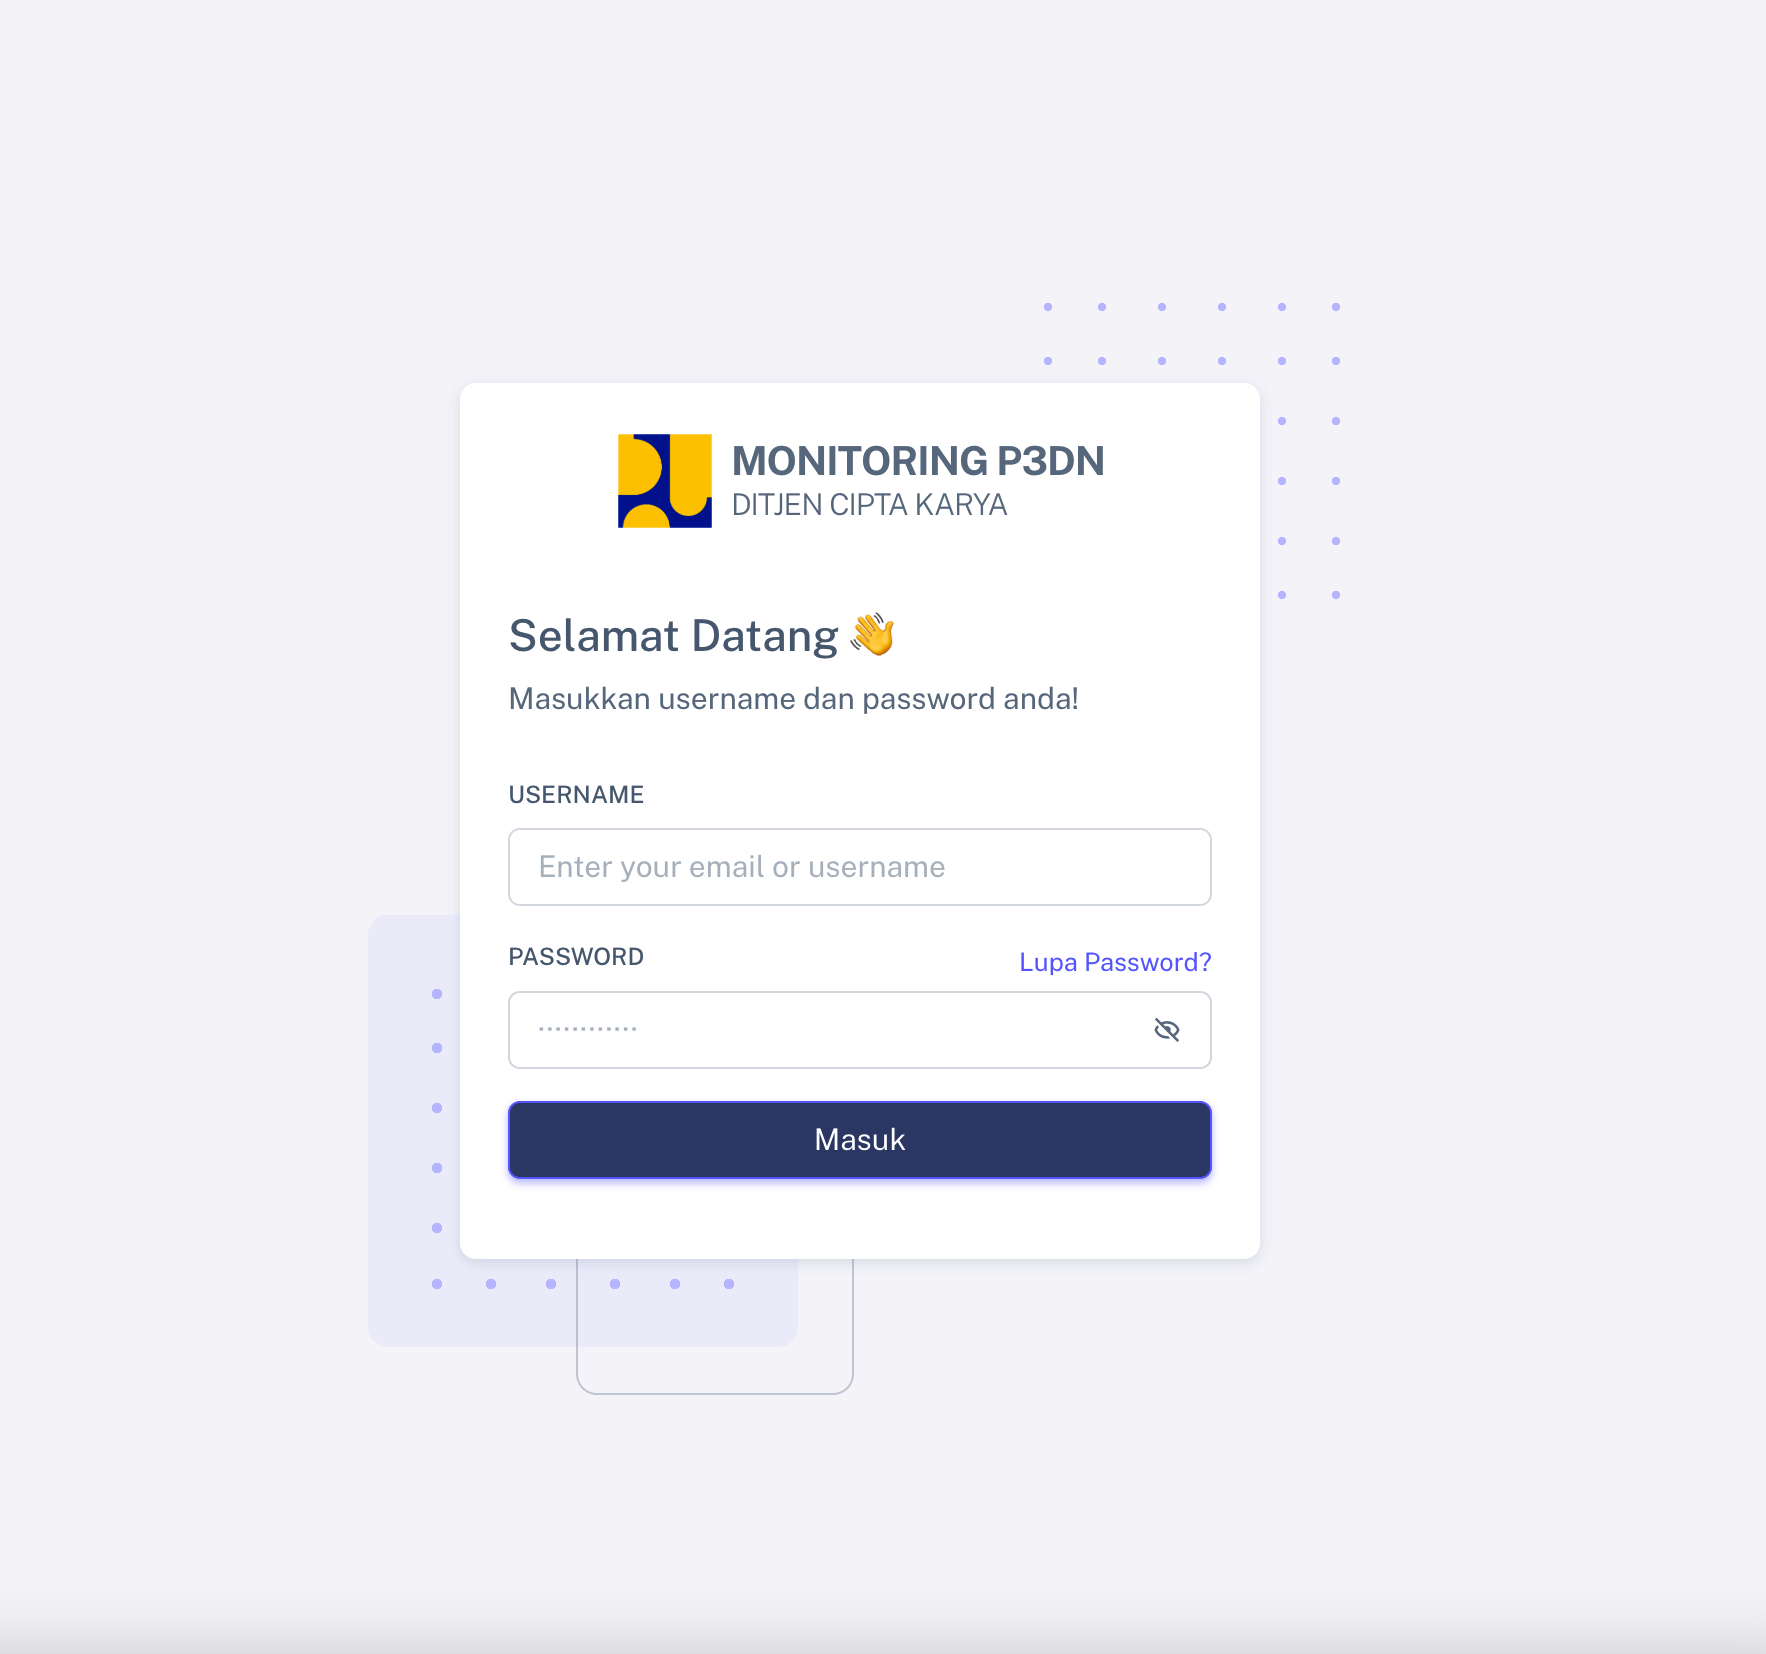 MONITORING P3DN
DITJEN CIPTA KARYA
Selamat Datang 👋
Masukkan username dan password anda!
USERNAME
Enter your email or username
PASSWORD
Lupa Password?
············
Masuk